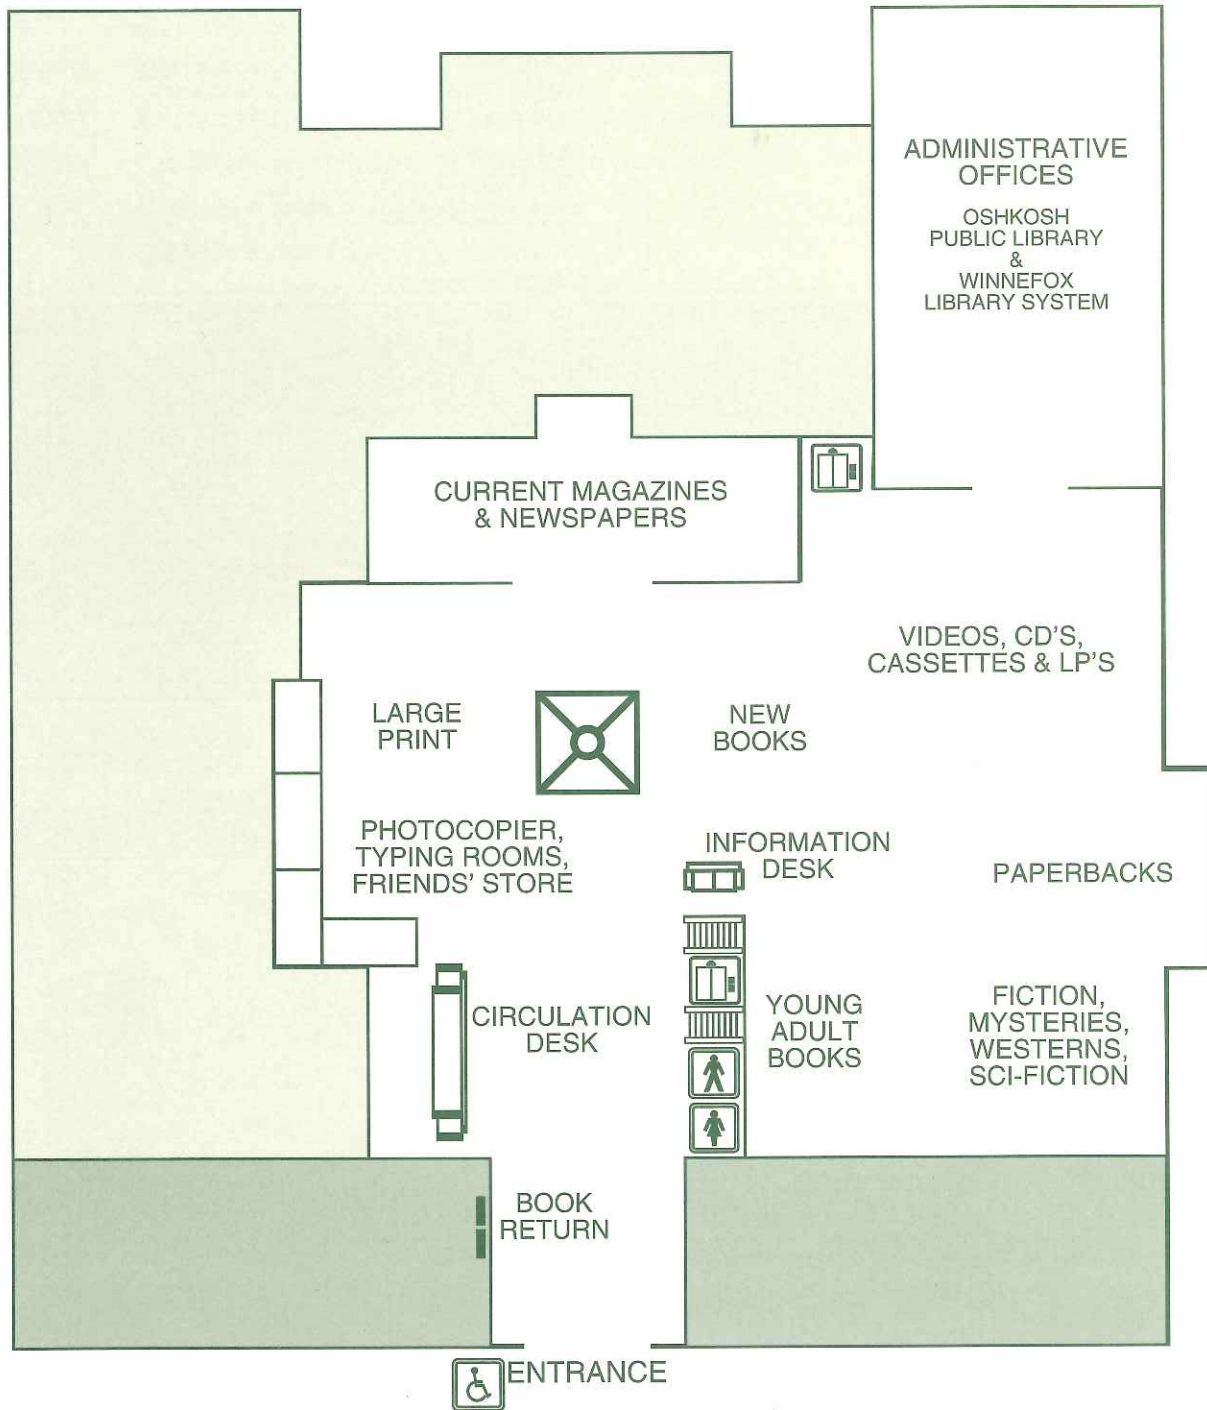 ADMINISTRATIVE
OFFICES
OSHKOSH
PUBLIC LIBRARY
&
WINNEFOX
LIBRARY SYSTEM
CURRENT MAGAZINES
& NEWSPAPERS
VIDEOS, CD'S,
CASSETTES & LP'S
LARGE
PRINT
NEW
BOOKS
PHOTOCOPIER,
TYPING ROOMS,
FRIENDS' STORE
INFORMATION
DESK
PAPERBACKS
CIRCULATION
DESK
YOUNG
ADULT
BOOKS
FICTION,
MYSTERIES,
WESTERNS,
SCI-FICTION
BOOK
RETURN
ENTRANCE